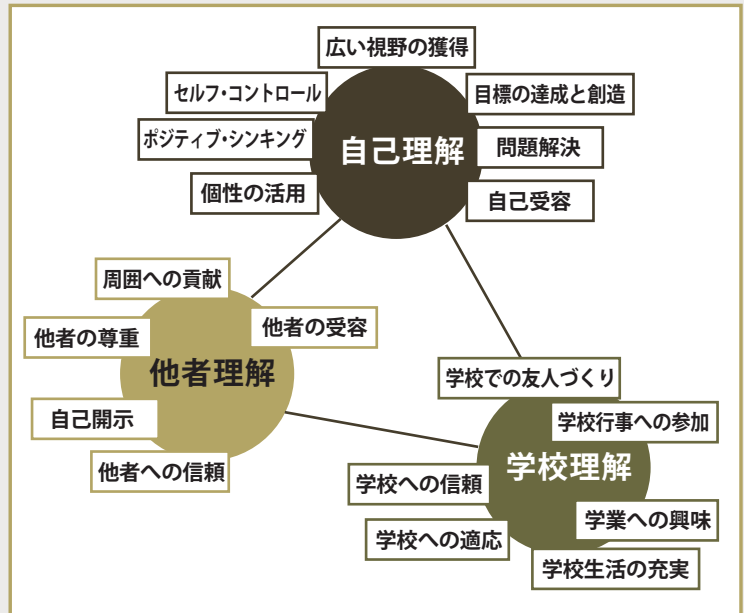 広い視野の獲得
セルフ・コントロール
目標の達成と創造
ポジティブ・シンキング
自己理解
問題解決
個性の活用
自己受容
周囲への貢献
他者の尊重
他者の受容
他者理解
自己開示
他者への信頼
学校での友人づくり
学校行事への参加
学校理解
学校への信頼
学業への興味
学校への適応
学校生活の充実